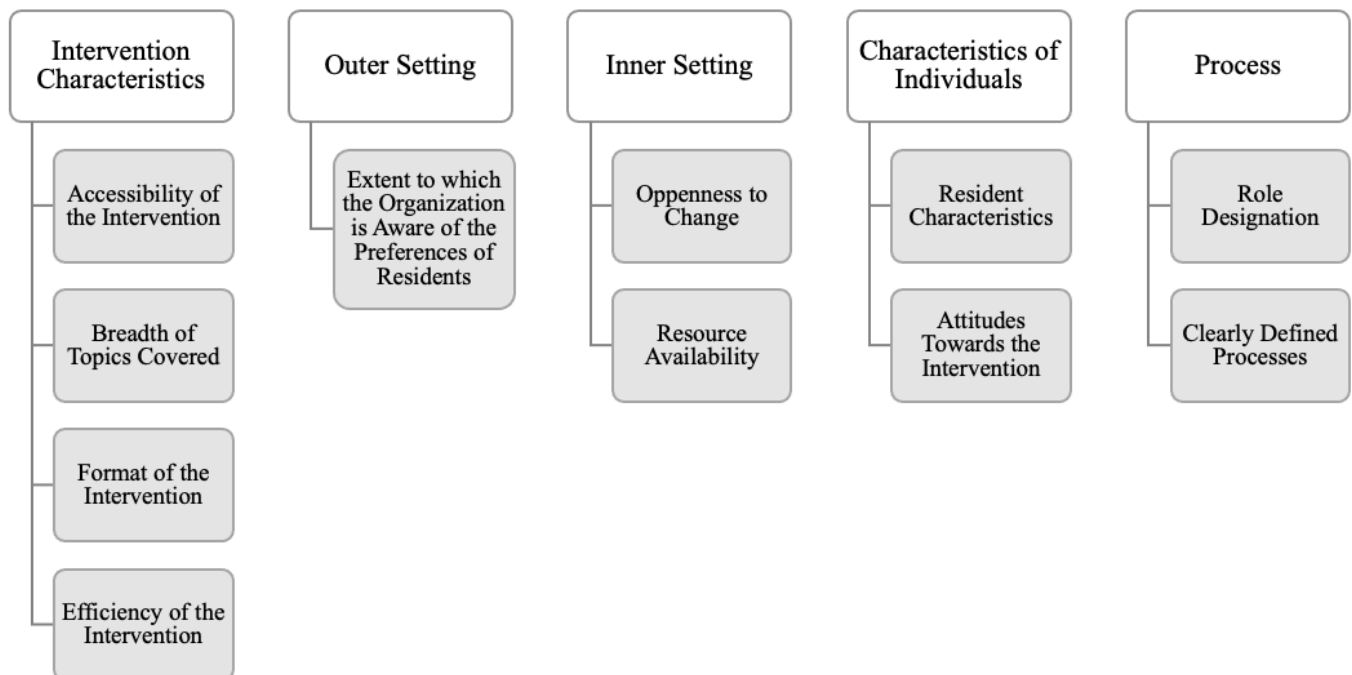 Intervention
Characteristics
Accessibility of
the Intervention
Breadth of
Topics Covered
Format of the
Intervention
Efficiency of the
Intervention
Outer Setting
Extent to which
the Organization
is Aware of the
Preferences of
Residents
Inner Setting
Oppenness to
Change
Resource
Availability
Characteristics of
Individuals
Resident
Characteristics
Attitudes
Towards the
Intervention
Process
Role
Designation
Clearly Defined
Processes